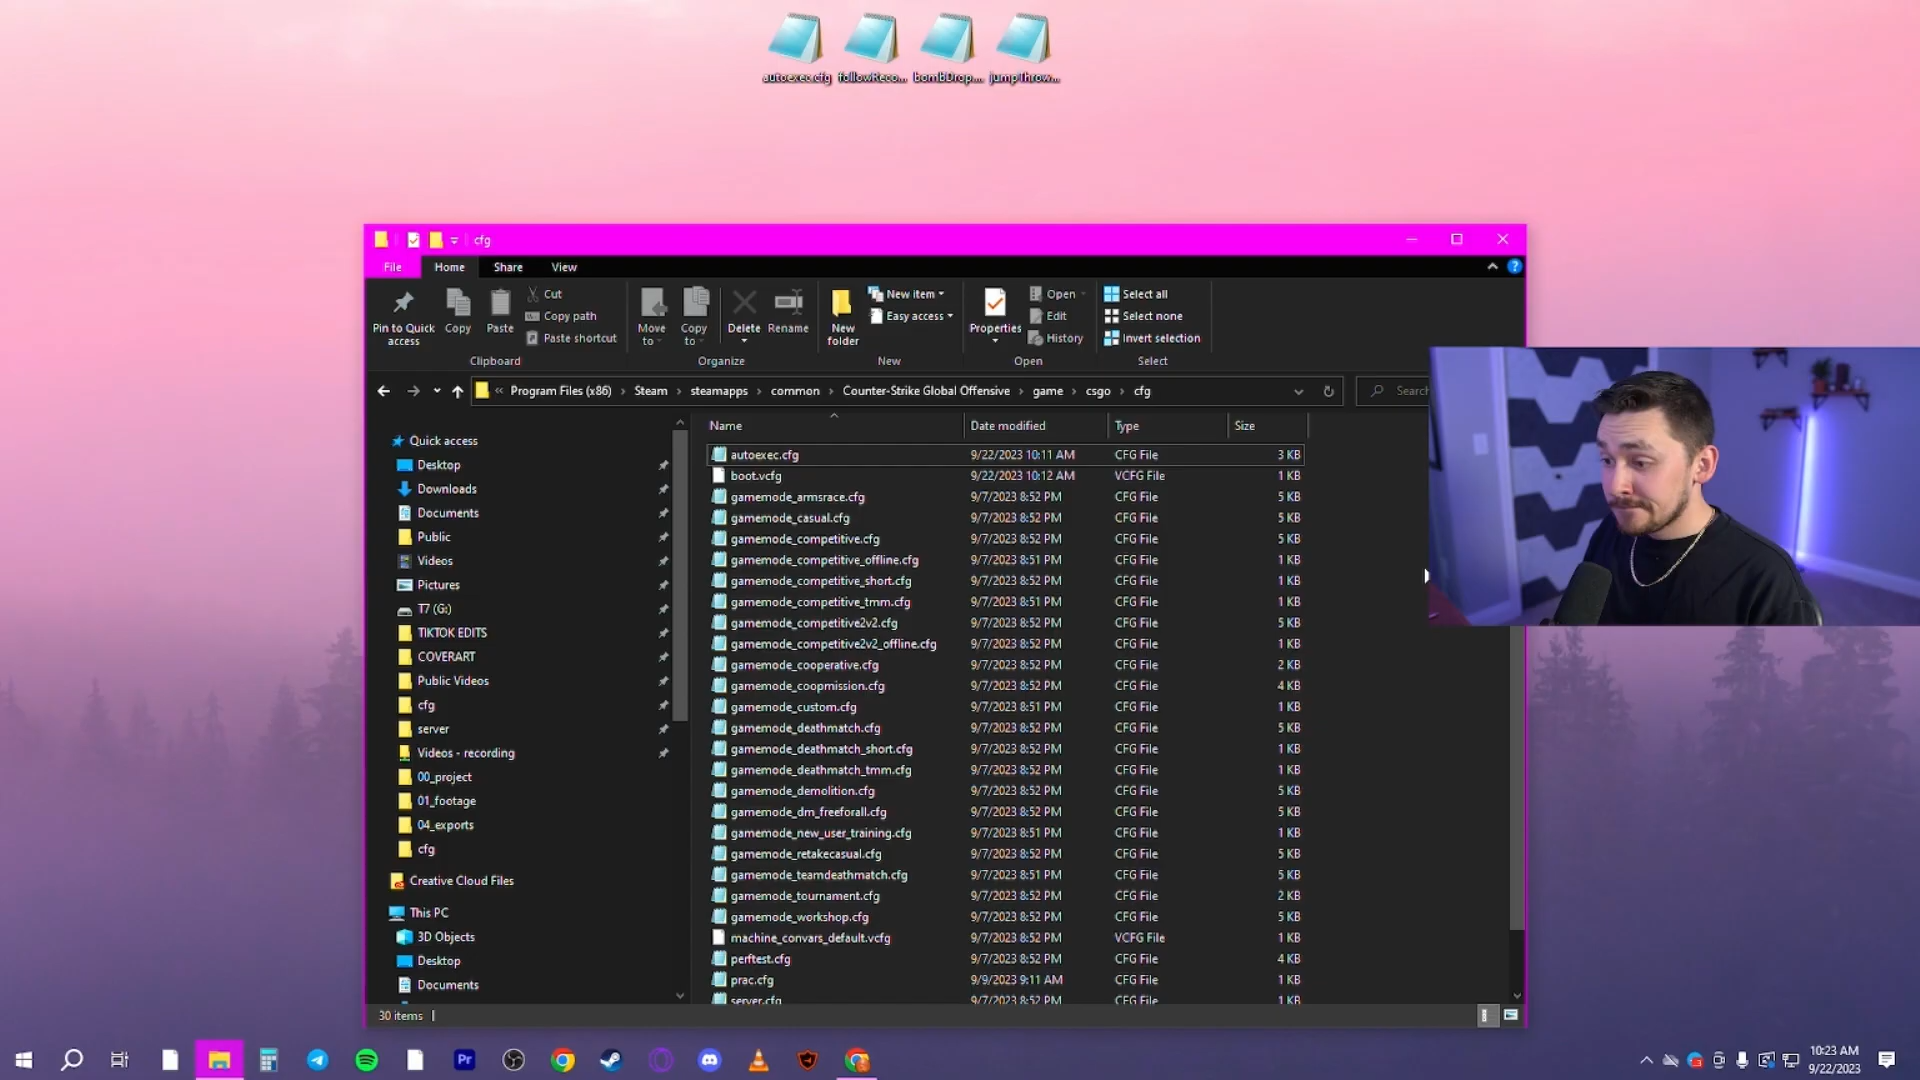 autoexec.cfg followReco... bombDrop.... jumpthrow...
cfg
File Home Share View
Pin to Quick access
Copy
Paste
Cut
Copy path
Paste shortcut
Clipboard
Move to
Copy to
Delete
Rename
Organize
New folder
New item
Easy access
New
Properties
Open
Edit
History
Open
Select all
Select none
Invert selection
Select
« Program Files (x86) › Steam › steamapps › common › Counter-Strike Global Offensive › game › csgo › cfg
Search
Quick access
Desktop
Downloads
Documents
Public
Videos
Pictures
T7 (G:)
TIKTOK EDITS
COVERART
Public Videos
cfg
server
Videos - recording
00_project
01_footage
04_exports
cfg
Creative Cloud Files
This PC
3D Objects
Desktop
Documents
Name Date modified Type Size
autoexec.cfg 9/22/2023 10:11 AM CFG File 3 KB
boot.vcfg 9/22/2023 10:12 AM VCFG File 1 KB
gamemode_armsrace.cfg 9/7/2023 8:52 PM CFG File 5 KB
gamemode_casual.cfg 9/7/2023 8:52 PM CFG File 5 KB
gamemode_competitive.cfg 9/7/2023 8:52 PM CFG File 5 KB
gamemode_competitive_offline.cfg 9/7/2023 8:51 PM CFG File 1 KB
gamemode_competitive_short.cfg 9/7/2023 8:52 PM CFG File 1 KB
gamemode_competitive_tmm.cfg 9/7/2023 8:51 PM CFG File 1 KB
gamemode_competitive2v2.cfg 9/7/2023 8:52 PM CFG File 5 KB
gamemode_competitive2v2_offline.cfg 9/7/2023 8:52 PM CFG File 1 KB
gamemode_cooperative.cfg 9/7/2023 8:52 PM CFG File 2 KB
gamemode_coopmission.cfg 9/7/2023 8:52 PM CFG File 4 KB
gamemode_custom.cfg 9/7/2023 8:51 PM CFG File 1 KB
gamemode_deathmatch.cfg 9/7/2023 8:52 PM CFG File 5 KB
gamemode_deathmatch_short.cfg 9/7/2023 8:52 PM CFG File 1 KB
gamemode_deathmatch_tmm.cfg 9/7/2023 8:52 PM CFG File 1 KB
gamemode_demolition.cfg 9/7/2023 8:52 PM CFG File 5 KB
gamemode_dm_freeforall.cfg 9/7/2023 8:52 PM CFG File 5 KB
gamemode_new_user_training.cfg 9/7/2023 8:51 PM CFG File 1 KB
gamemode_retakecasual.cfg 9/7/2023 8:52 PM CFG File 5 KB
gamemode_teamdeathmatch.cfg 9/7/2023 8:51 PM CFG File 5 KB
gamemode_tournament.cfg 9/7/2023 8:52 PM CFG File 2 KB
gamemode_workshop.cfg 9/7/2023 8:52 PM CFG File 5 KB
machine_convars_default.vcfg 9/7/2023 8:52 PM VCFG File 1 KB
perftest.cfg 9/7/2023 8:52 PM CFG File 4 KB
prac.cfg 9/9/2023 9:11 AM CFG File 1 KB
server.cfg 9/7/2023 8:52 PM CFG File 1 KB
30 items
Pr
10:23 AM
9/22/2023